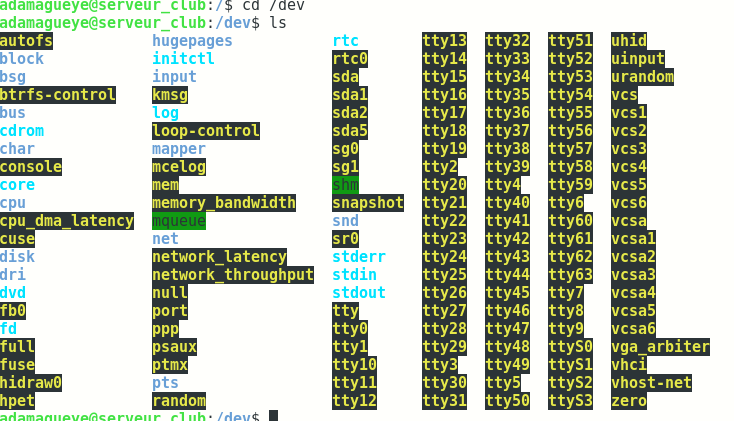 adamagueye@serveur_club:/$ cd /dev
adamagueye@serveur_club:/dev$ ls
autofs hugepages rtc tty13 tty32 tty51 uhid
block initctl rtc0 tty14 tty33 tty52 uinput
bsg input sda tty15 tty34 tty53 urandom
btrfs-control kmsg sda1 tty16 tty35 tty54 vcs
bus log sda2 tty17 tty36 tty55 vcs1
cdrom loop-control sda5 tty18 tty37 tty56 vcs2
char mapper sg0 tty19 tty38 tty57 vcs3
console mcelog sg1 tty2 tty39 tty58 vcs4
core mem shm tty20 tty4 tty59 vcs5
cpu memory_bandwidth snapshot tty21 tty40 tty6 vcs6
cpu_dma_latency mqueue snd tty22 tty41 tty60 vcsa
cuse net sr0 tty23 tty42 tty61 vcsa1
disk network_latency stderr tty24 tty43 tty62 vcsa2
dri network_throughput stdin tty25 tty44 tty63 vcsa3
dvd null stdout tty26 tty45 tty7 vcsa4
fb0 port tty tty27 tty46 tty8 vcsa5
fd ppp tty0 tty28 tty47 tty9 vcsa6
full psaux tty1 tty29 tty48 ttyS0 vga_arbiter
fuse ptmx tty10 tty3 tty49 ttyS1 vhci
hidraw0 pts tty11 tty30 tty5 ttyS2 vhost-net
hpet random tty12 tty31 tty50 ttyS3 zero
adamagueye@serveur_club:/dev$